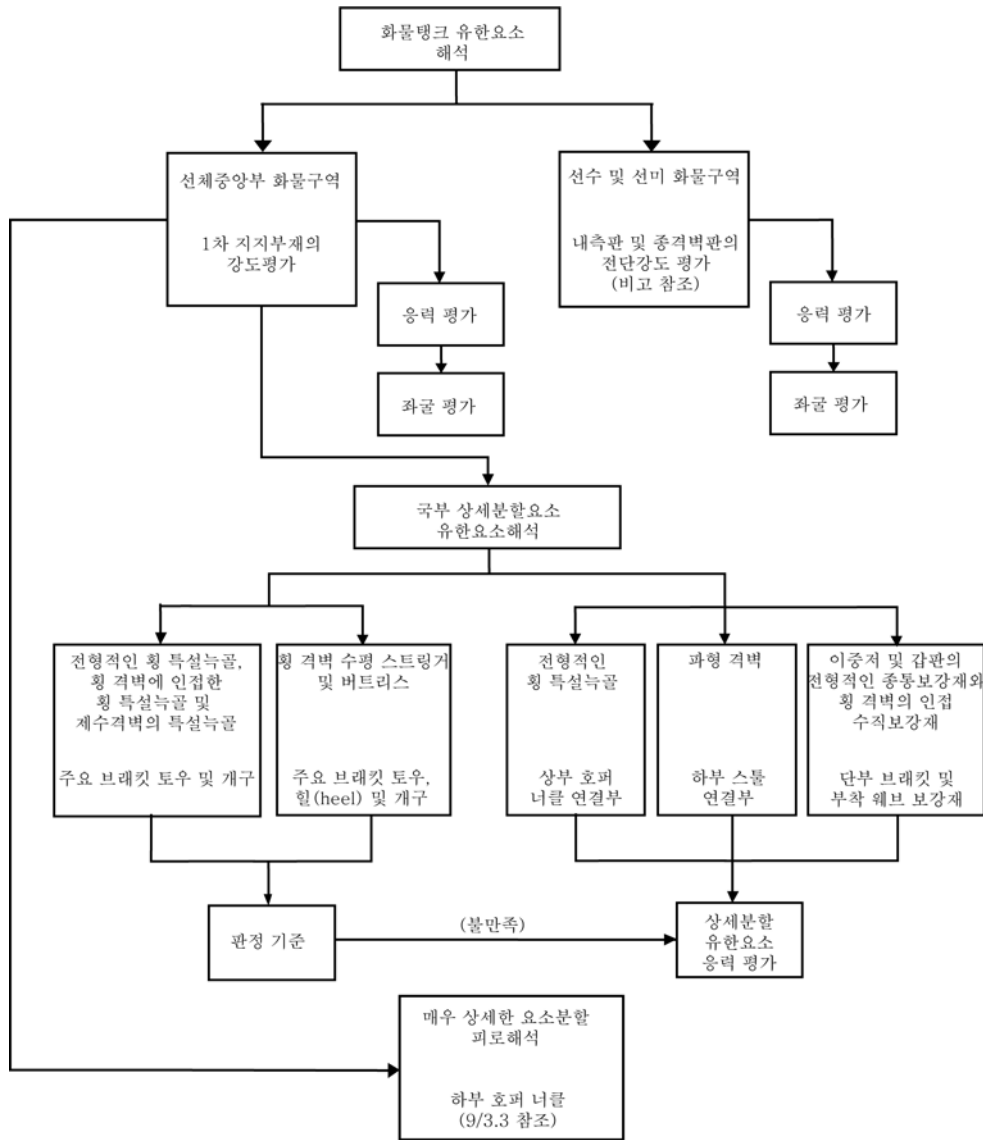 화물탱크 유한요소
해석
선체중앙부 화물구역
1차 지지부재의
강도평가
선수 및 선미 화물구역
내측판 및 종격벽판의
전단강도 평가
(비고 참조)
응력 평가
좌굴 평가
응력 평가
좌굴 평가
국부 상세분할요소
유한요소해석
전형적인 횡 특설늑골,
횡 격벽에 인접한
횡 특설늑골 및
제수격벽의 특설늑골
주요 브래킷 토우 및 개구
횡 격벽 수평 스트링거
및 버트리스
주요 브래킷 토우,
힐(heel) 및 개구
전형적인
횡 특설늑골
상부 호퍼
너클 연결부
파형 격벽
하부 스툴
연결부
이중저 및 갑판의
전형적인 종통보강재와
횡 격벽의 인접
수직보강재
단부 브래킷 및
부착 웨브 보강재
판정 기준
(불만족)
상세분할
유한요소
응력 평가
매우 상세한 요소분할
피로해석
하부 호퍼 너클
(9/3.3 참조)